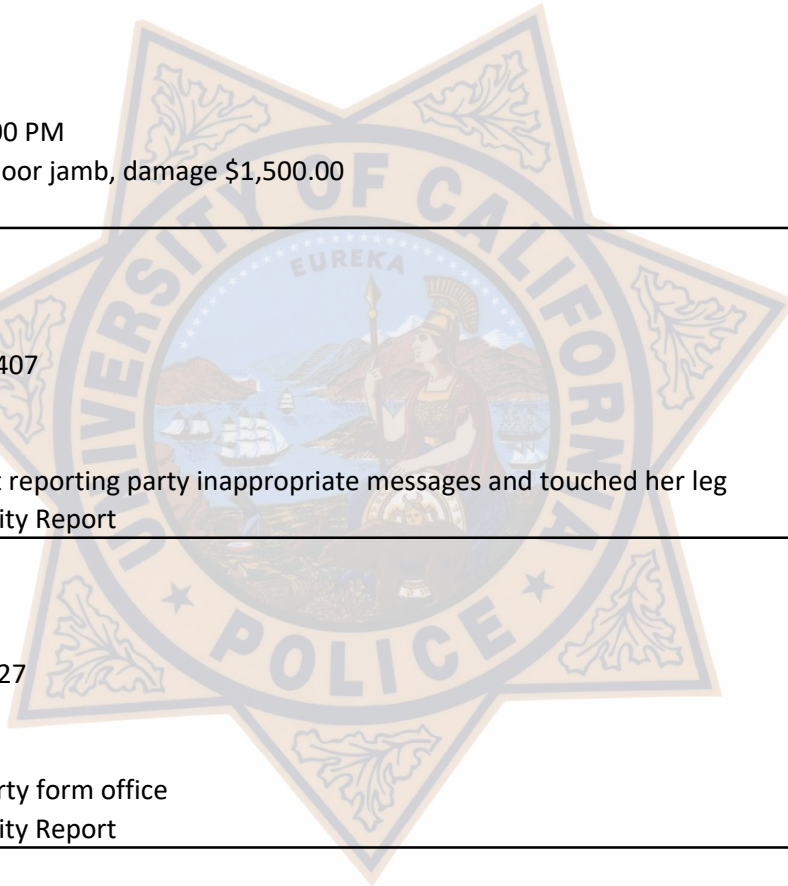 00 PM
oor jamb, damage $1,500.00
EUREKA
UNIVERSITY OF CALIFORNIA
407
reporting party inappropriate messages and touched her leg
ity Report
POLICE
27
rty form office
ity Report